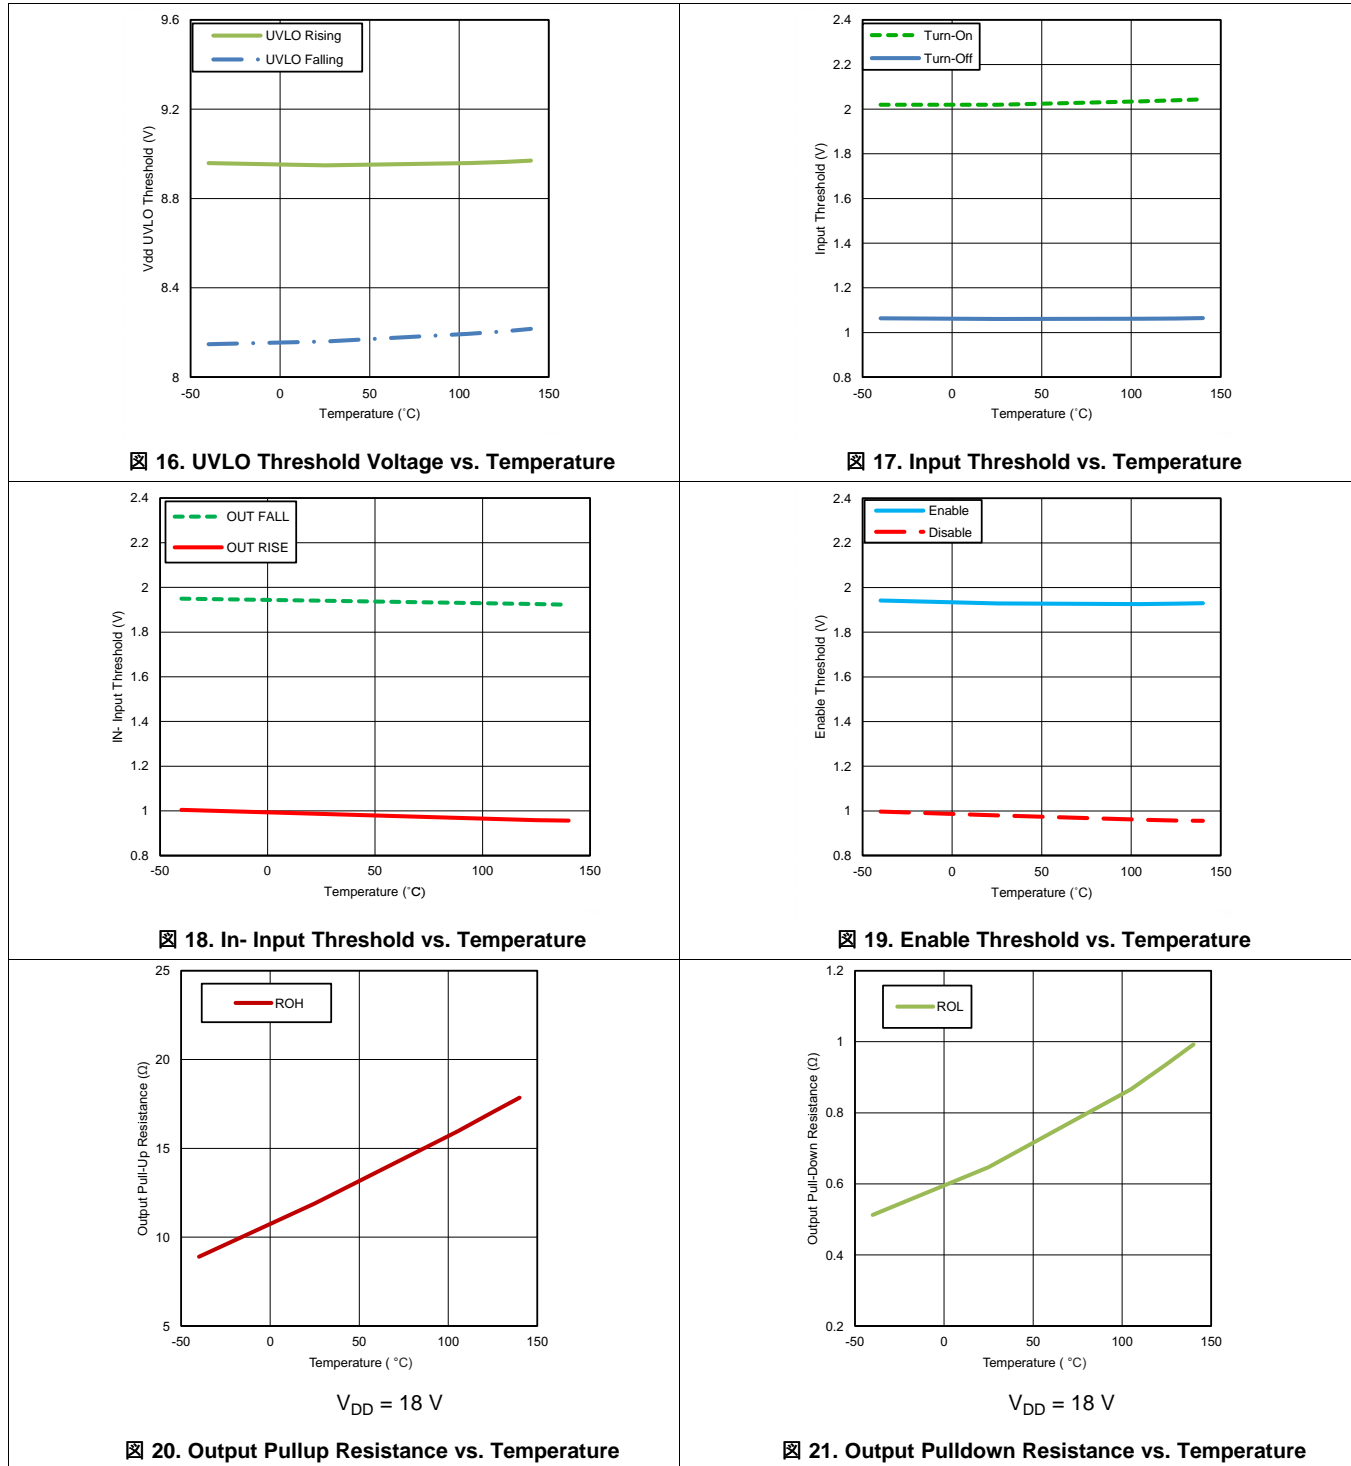 9.6
9.2
8.8
8.4
8
-50 0 50 100 150
UVLO Rising
UVLO Falling
Vdd UVLO Threshold (V)
Temperature (˚C)
図 16. UVLO Threshold Voltage vs. Temperature
2.4
2.2
2
1.8
1.6
1.4
1.2
1
0.8
-50 0 50 100 150
Turn-On
Turn-Off
Input Threshold (V)
Temperature (˚C)
図 17. Input Threshold vs. Temperature
2.4
2.2
2
1.8
1.6
1.4
1.2
1
0.8
-50 0 50 100 150
OUT FALL
OUT RISE
IN- Input Threshold (V)
Temperature (˚C)
図 18. In- Input Threshold vs. Temperature
2.4
2.2
2
1.8
1.6
1.4
1.2
1
0.8
-50 0 50 100 150
Enable
Disable
Enable Threshold (V)
Temperature (˚C)
図 19. Enable Threshold vs. Temperature
25
20
15
10
5
-50 0 50 100 150
ROH
Output Pull-Up Resistance (Ω)
Temperature ( °C)
VDD = 18 V
図 20. Output Pullup Resistance vs. Temperature
1.2
1
0.8
0.6
0.4
0.2
-50 0 50 100 150
ROL
Output Pull-Down Resistance (Ω)
Temperature ( °C)
VDD = 18 V
図 21. Output Pulldown Resistance vs. Temperature